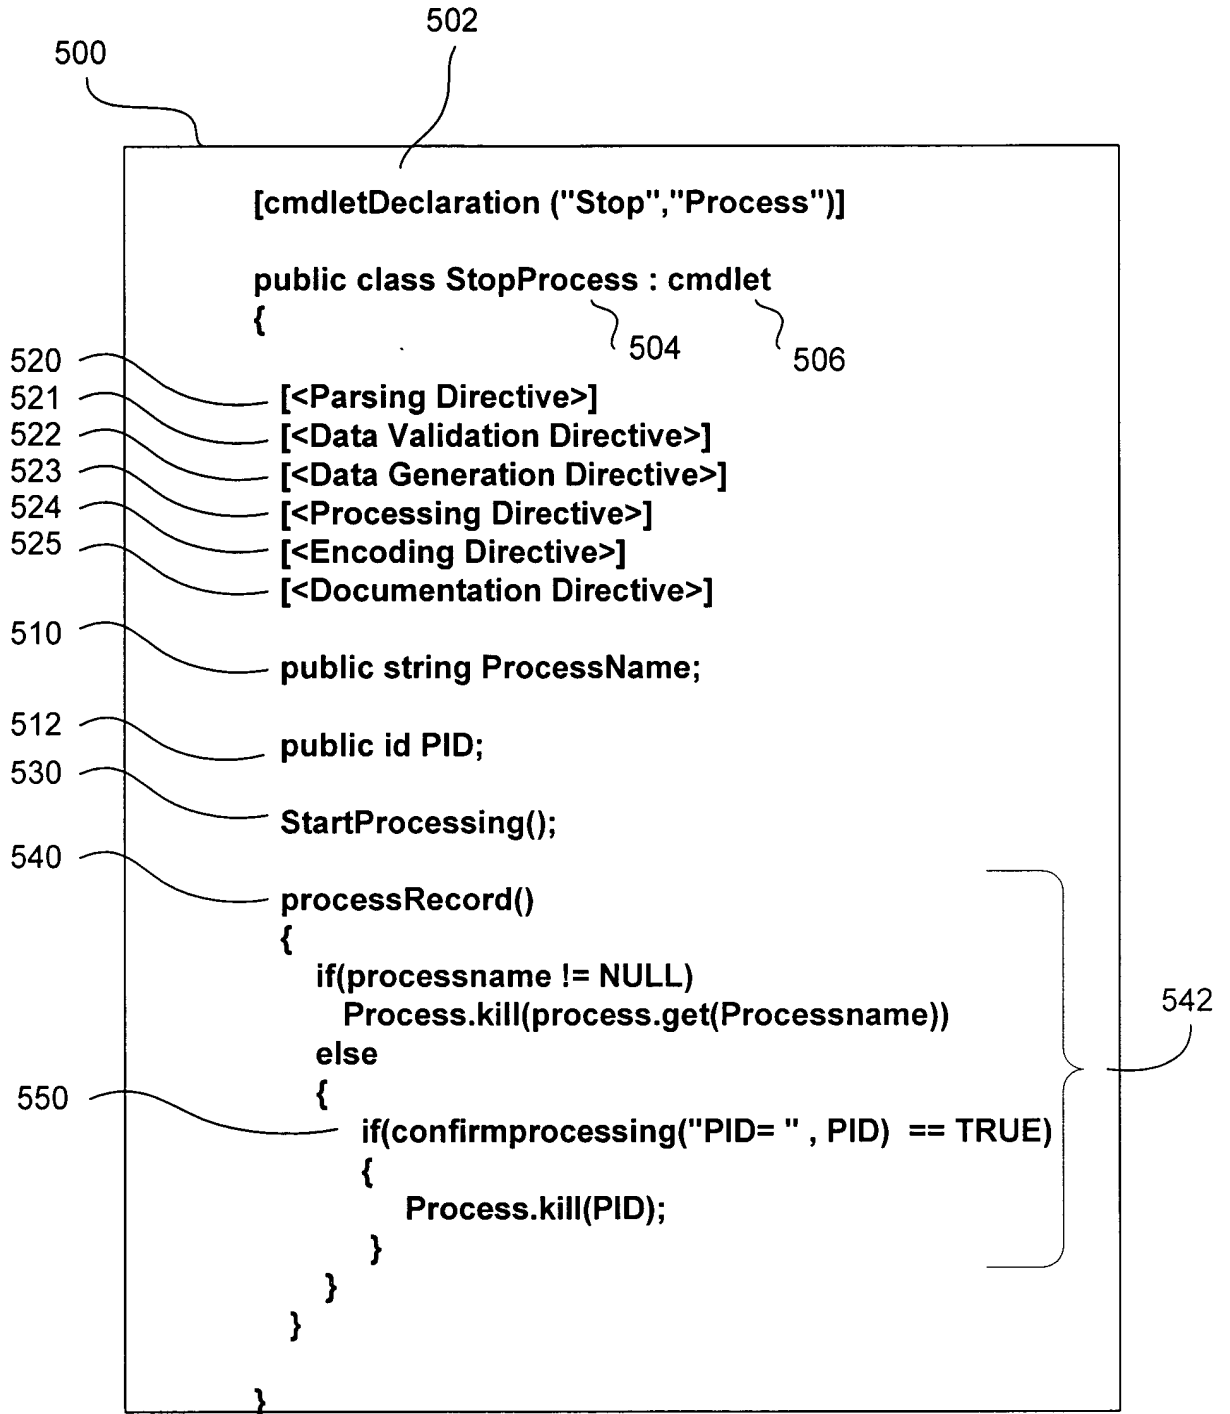 502
500
[cmdletDeclaration ("Stop","Process")]
public class StopProcess : cmdlet
{
504
506
520
[<Parsing Directive>]
521
[<Data Validation Directive>]
522
[<Data Generation Directive>]
523
[<Processing Directive>]
524
[<Encoding Directive>]
525
[<Documentation Directive>]
510
public string ProcessName;
512
public id PID;
530
StartProcessing();
540
processRecord()
{
if(processname != NULL)
Process.kill(process.get(Processname))
542
else
{
550
if(confirmprocessing("PID= " , PID) == TRUE)
{
Process.kill(PID);
}
}
}
}